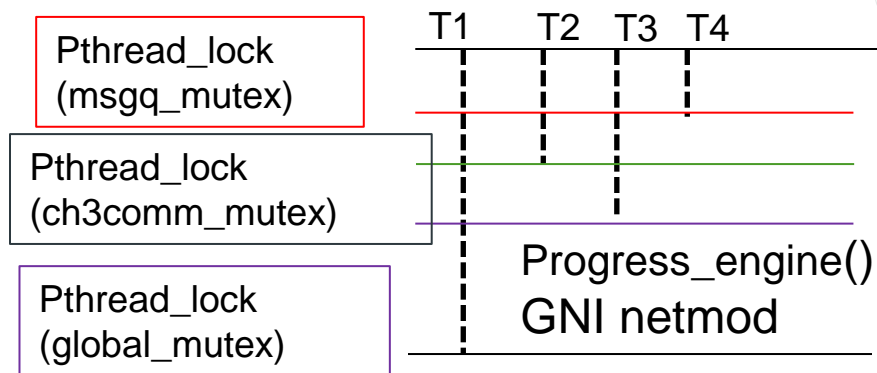 T1 T2 T3 T4
Pthread_lock
(msgq_mutex)
Pthread_lock
(ch3comm_mutex)
Progress_engine()
GNI netmod
Pthread_lock
(global_mutex)